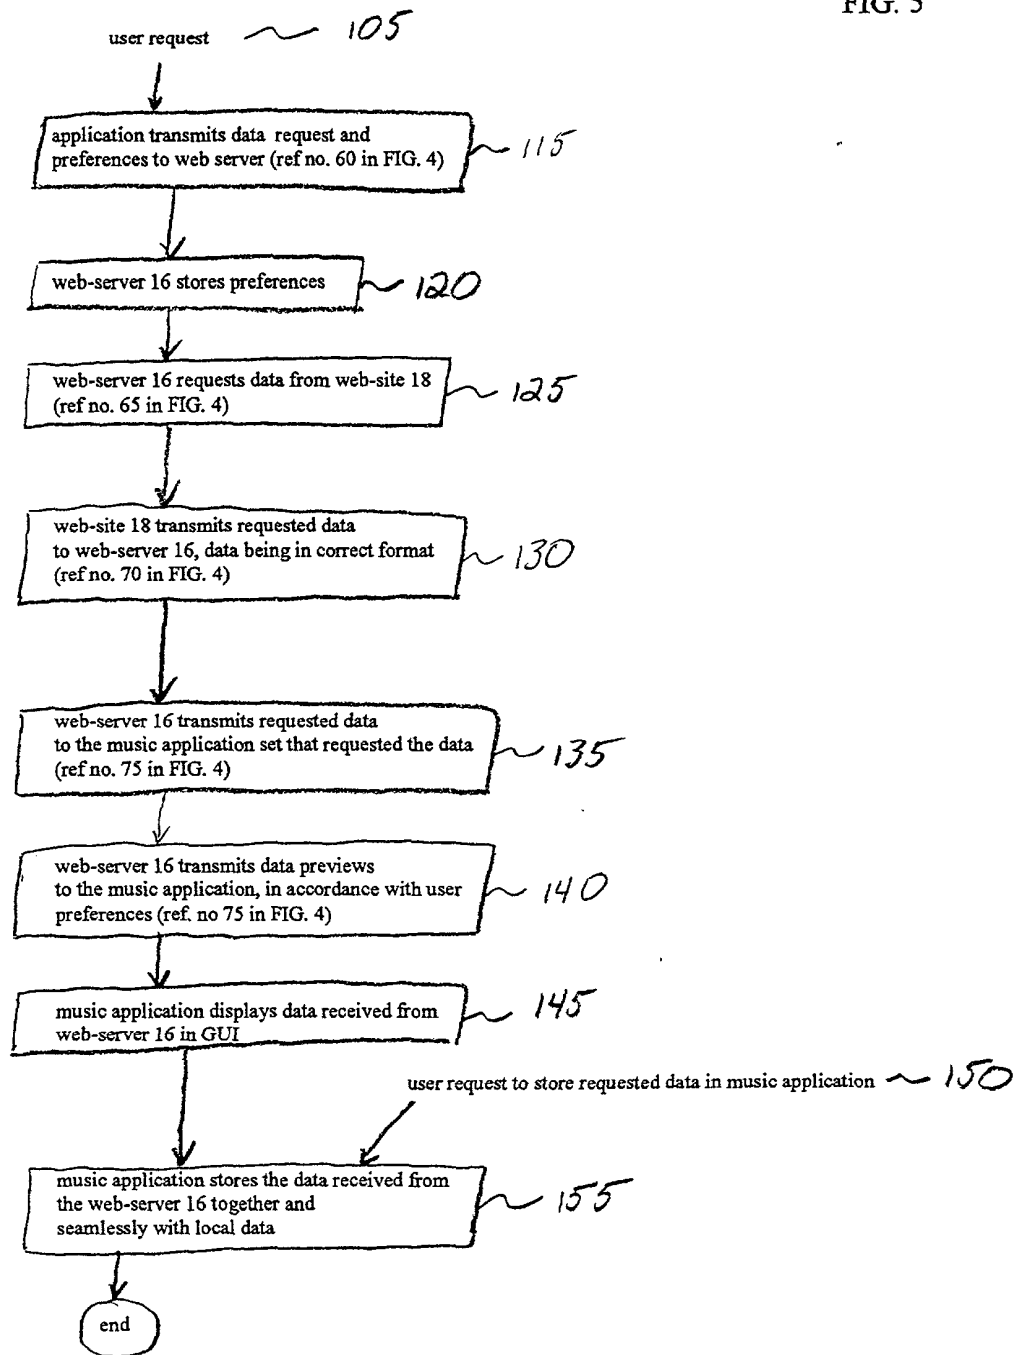 FIG. 5
user request 105
application transmits data request and
preferences to web server (ref no. 60 in FIG. 4) 115
web-server 16 stores preferences 120
web-server 16 requests data from web-site 18
(ref no. 65 in FIG. 4) 125
web-site 18 transmits requested data
to web-server 16, data being in correct format
(ref no. 70 in FIG. 4) 130
web-server 16 transmits requested data
to the music application set that requested the data
(ref no. 75 in FIG. 4) 135
web-server 16 transmits data previews
to the music application, in accordance with user
preferences (ref. no 75 in FIG. 4) 140
music application displays data received from
web-server 16 in GUI 145
user request to store requested data in music application 150
music application stores the data received from
the web-server 16 together and
seamlessly with local data 155
end